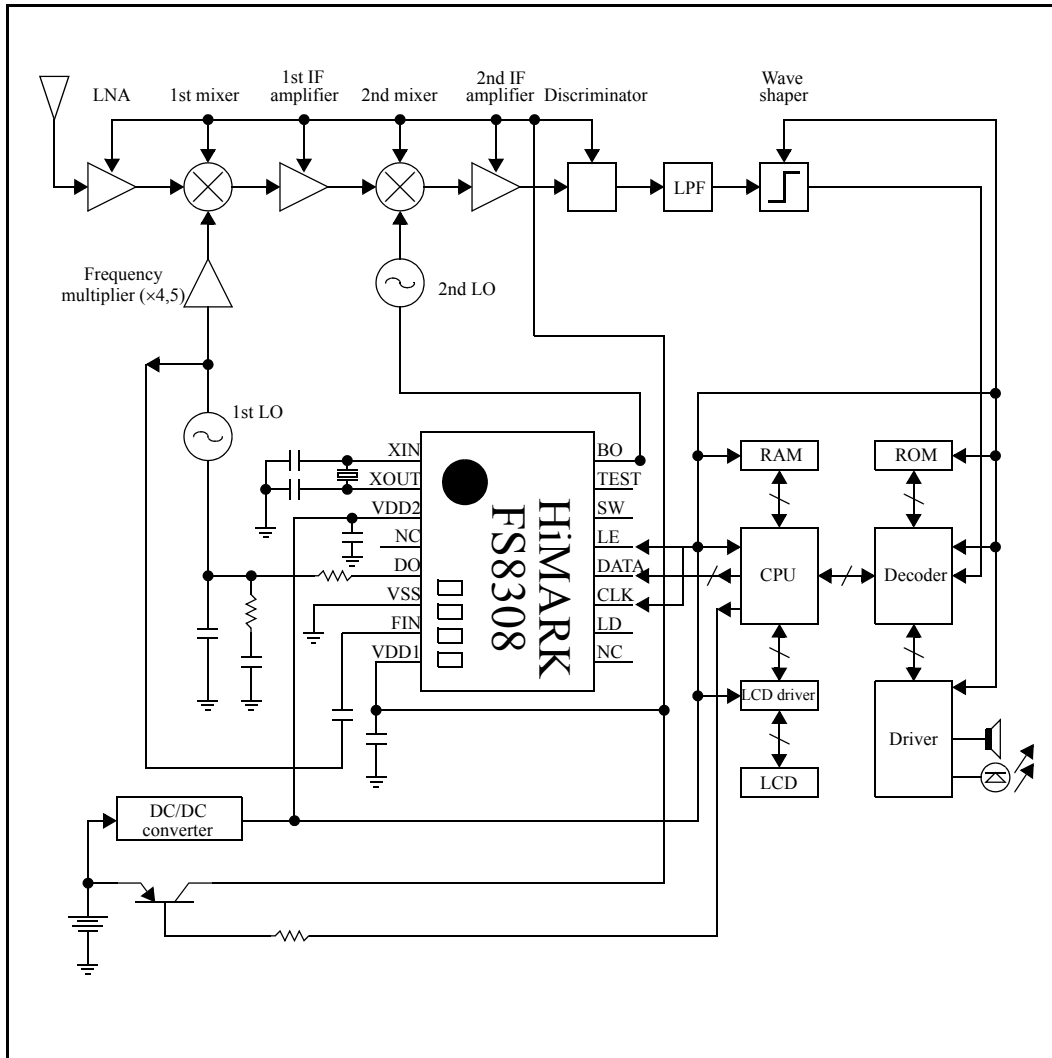 LNA
1st mixer
1st IF
amplifier
2nd mixer
2nd IF
amplifier
Discriminator
Wave
shaper
LPF
Frequency
multiplier (×4,5)
2nd LO
1st LO
XIN
XOUT
VDD2
NC
DO
VSS
FIN
VDD1
HiMARK
FS8308
BO
TEST
SW
LE
DATA
CLK
LD
NC
RAM
ROM
CPU
Decoder
LCD driver
Driver
LCD
DC/DC
converter